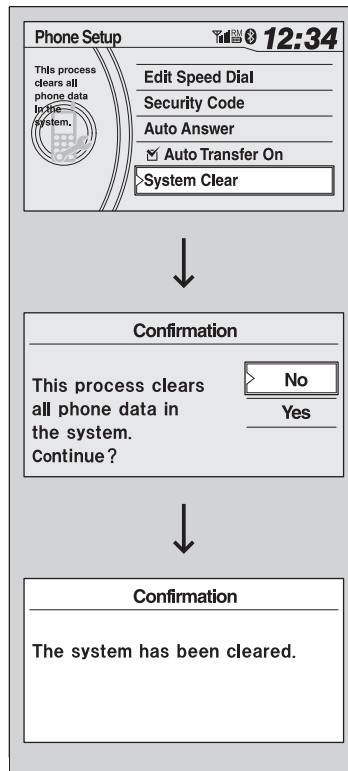 Phone Setup
RM
12:34
This process
clears all
phone data
in the
system.
Edit Speed Dial
Security Code
Auto Answer
Auto Transfer On
System Clear
Confirmation
This process clears
all phone data in
the system.
Continue?
No
Yes
Confirmation
The system has been cleared.